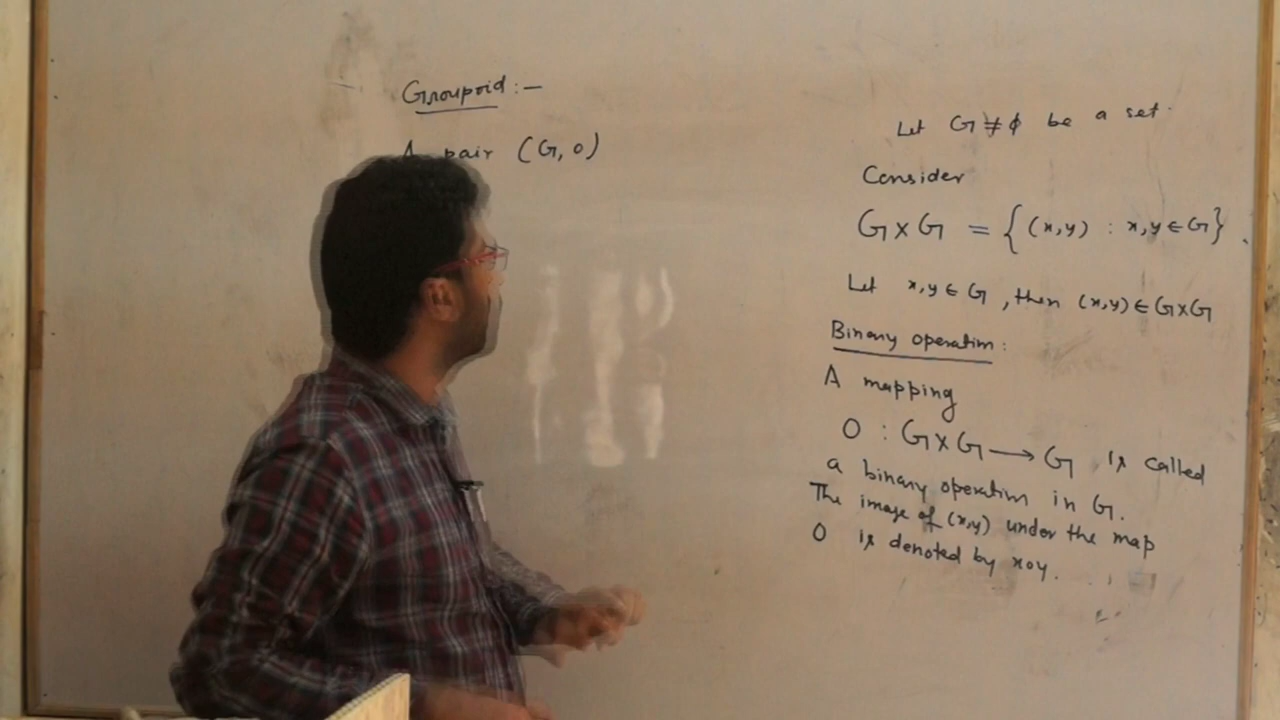 Groupoid :-
A pair (G, o)
Let G ≠ ϕ be a set.
Consider
G x G = { (x,y) : x,y ∈ G } .
Let x,y ∈ G , then (x,y) ∈ G x G
Binary operation :
A mapping
O : G x G ⟶ G is called
a binary operation in G.
The image of (x,y) under the map
O is denoted by xoy.